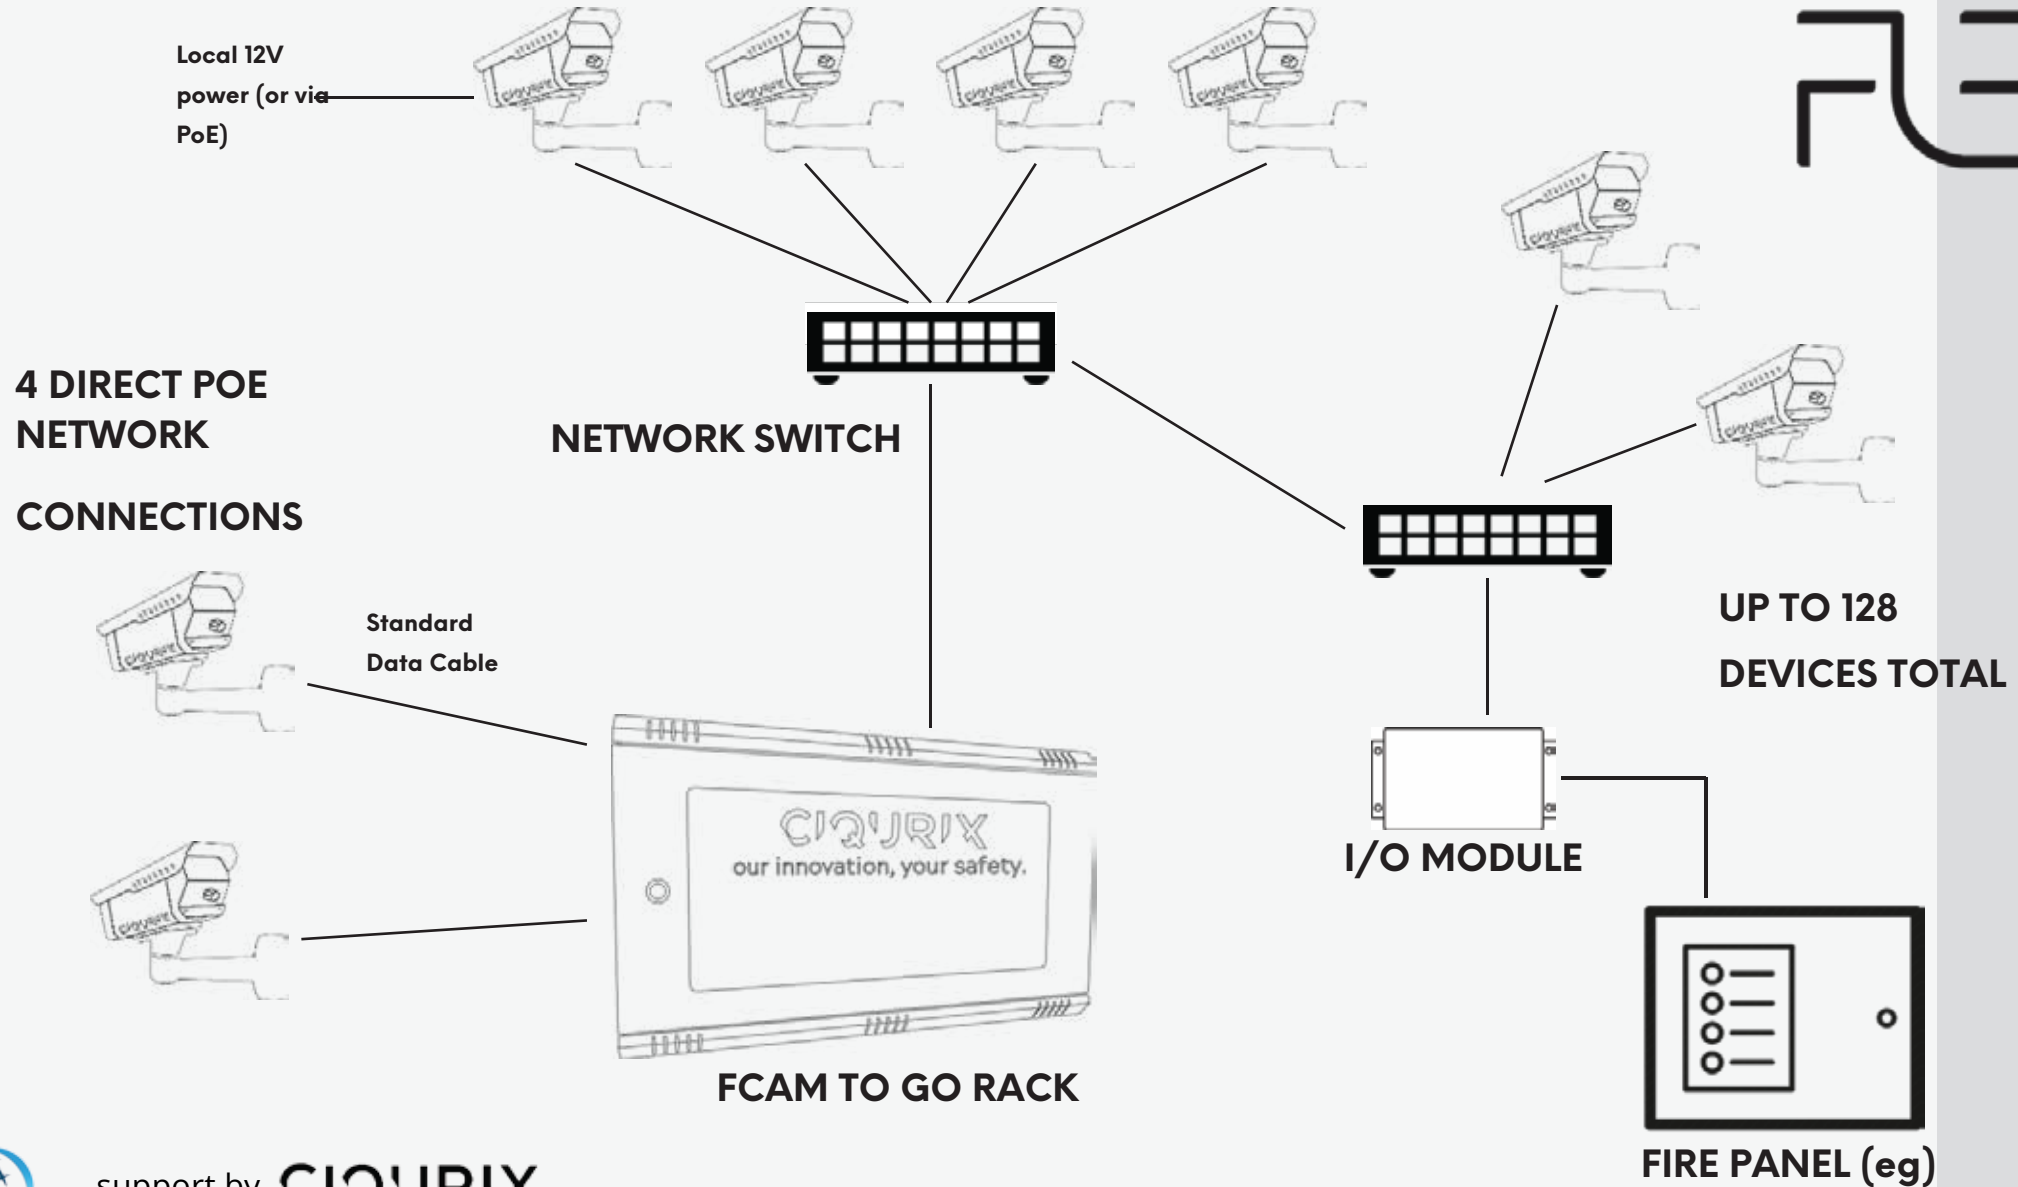 Local 12V
power (or via
PoE)
4 DIRECT POE
NETWORK
CONNECTIONS
NETWORK SWITCH
Standard
Data Cable
UP TO 128
DEVICES TOTAL
CIQURIX
our innovation, your safety.
I/O MODULE
FCAM TO GO RACK
FIRE PANEL (eg)
support by CIQURIX